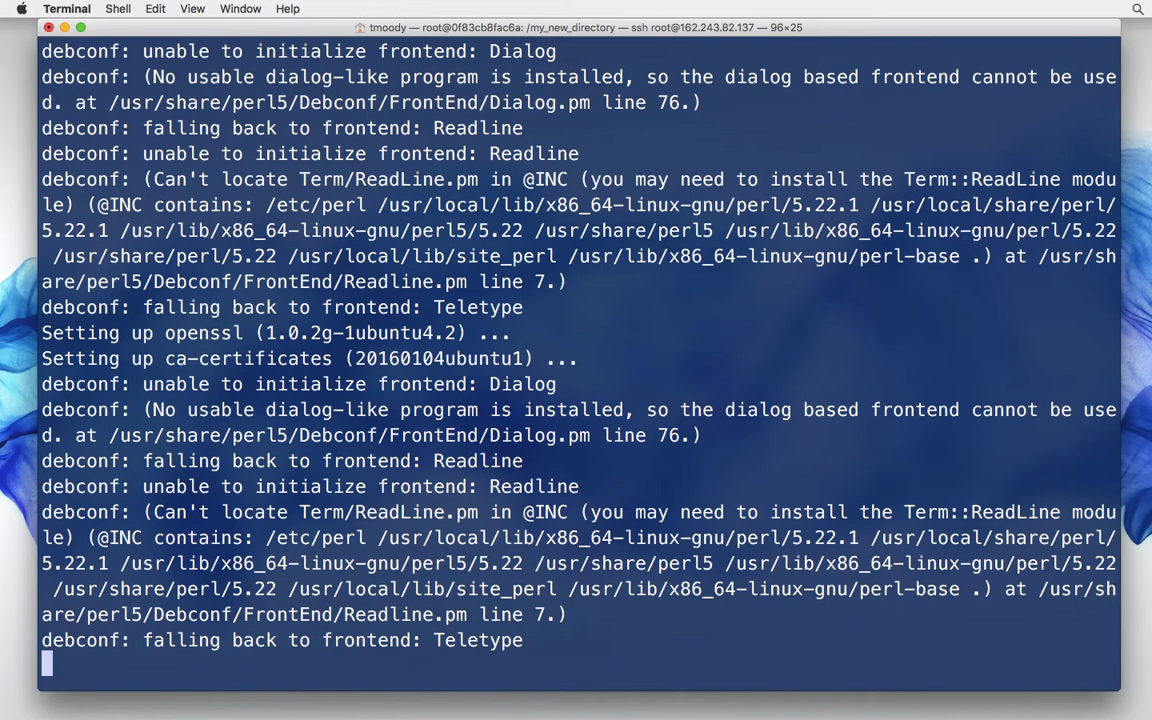 Terminal Shell Edit View Window Help
tmoody — root@0f83cb8fac6a: /my_new_directory — ssh root@162.243.82.137 — 96×25
debconf: unable to initialize frontend: Dialog
debconf: (No usable dialog-like program is installed, so the dialog based frontend cannot be use
d. at /usr/share/perl5/Debconf/FrontEnd/Dialog.pm line 76.)
debconf: falling back to frontend: Readline
debconf: unable to initialize frontend: Readline
debconf: (Can't locate Term/ReadLine.pm in @INC (you may need to install the Term::ReadLine modu
le) (@INC contains: /etc/perl /usr/local/lib/x86_64-linux-gnu/perl/5.22.1 /usr/local/share/perl/
5.22.1 /usr/lib/x86_64-linux-gnu/perl5/5.22 /usr/share/perl5 /usr/lib/x86_64-linux-gnu/perl/5.22
/usr/share/perl/5.22 /usr/local/lib/site_perl /usr/lib/x86_64-linux-gnu/perl-base .) at /usr/sh
are/perl5/Debconf/FrontEnd/Readline.pm line 7.)
debconf: falling back to frontend: Teletype
Setting up openssl (1.0.2g-1ubuntu4.2) ...
Setting up ca-certificates (20160104ubuntu1) ...
debconf: unable to initialize frontend: Dialog
debconf: (No usable dialog-like program is installed, so the dialog based frontend cannot be use
d. at /usr/share/perl5/Debconf/FrontEnd/Dialog.pm line 76.)
debconf: falling back to frontend: Readline
debconf: unable to initialize frontend: Readline
debconf: (Can't locate Term/ReadLine.pm in @INC (you may need to install the Term::ReadLine modu
le) (@INC contains: /etc/perl /usr/local/lib/x86_64-linux-gnu/perl/5.22.1 /usr/local/share/perl/
5.22.1 /usr/lib/x86_64-linux-gnu/perl5/5.22 /usr/share/perl5 /usr/lib/x86_64-linux-gnu/perl/5.22
/usr/share/perl/5.22 /usr/local/lib/site_perl /usr/lib/x86_64-linux-gnu/perl-base .) at /usr/sh
are/perl5/Debconf/FrontEnd/Readline.pm line 7.)
debconf: falling back to frontend: Teletype